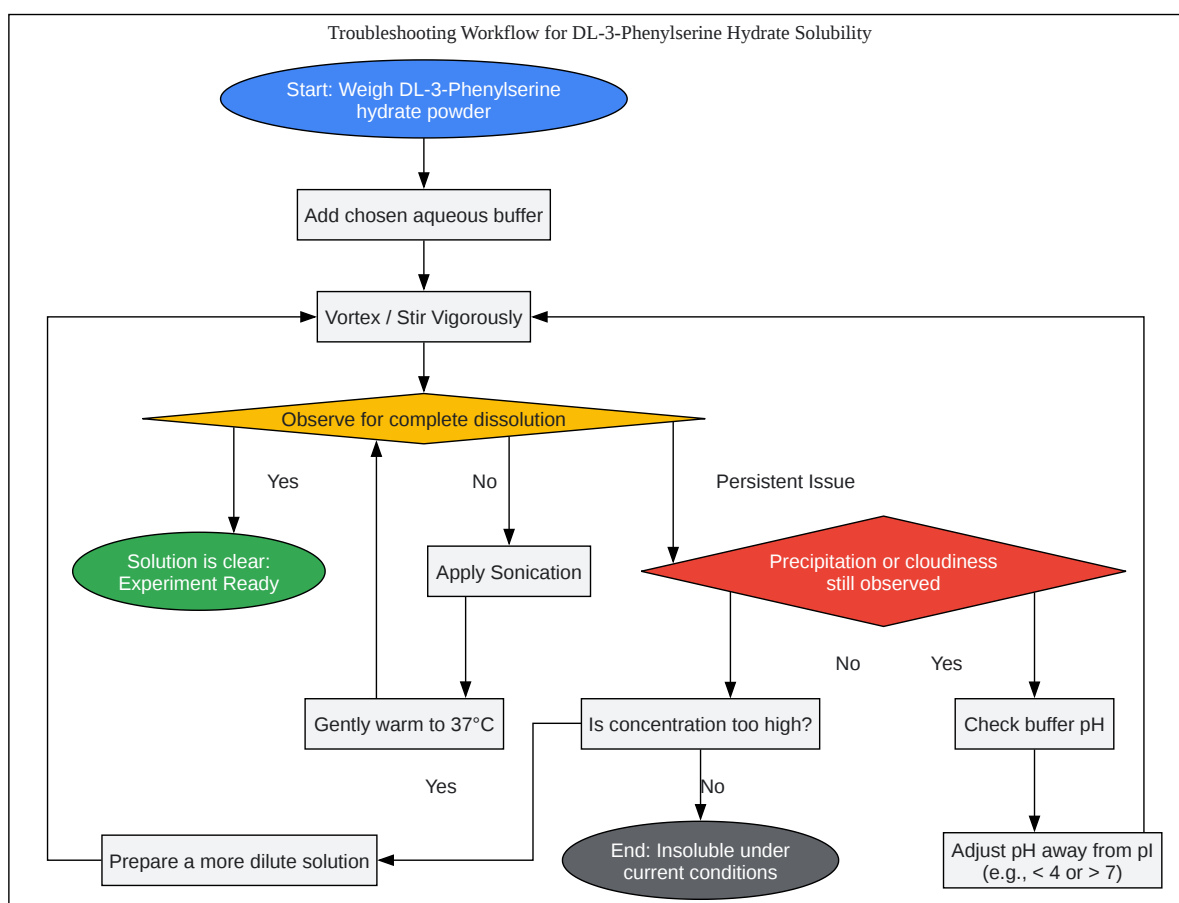 Troubleshooting Workflow for DL-3-Phenylserine Hydrate Solubility
Start: Weigh DL-3-Phenylserine
hydrate powder
Add chosen aqueous buffer
Vortex / Stir Vigorously
Observe for complete dissolution
Yes
No
Persistent Issue
Solution is clear:
Experiment Ready
Apply Sonication
Precipitation or cloudiness
still observed
No
Yes
Gently warm to 37°C
Is concentration too high?
Check buffer pH
Yes
No
Prepare a more dilute solution
End: Insoluble under
current conditions
Adjust pH away from pI
(e.g., < 4 or > 7)